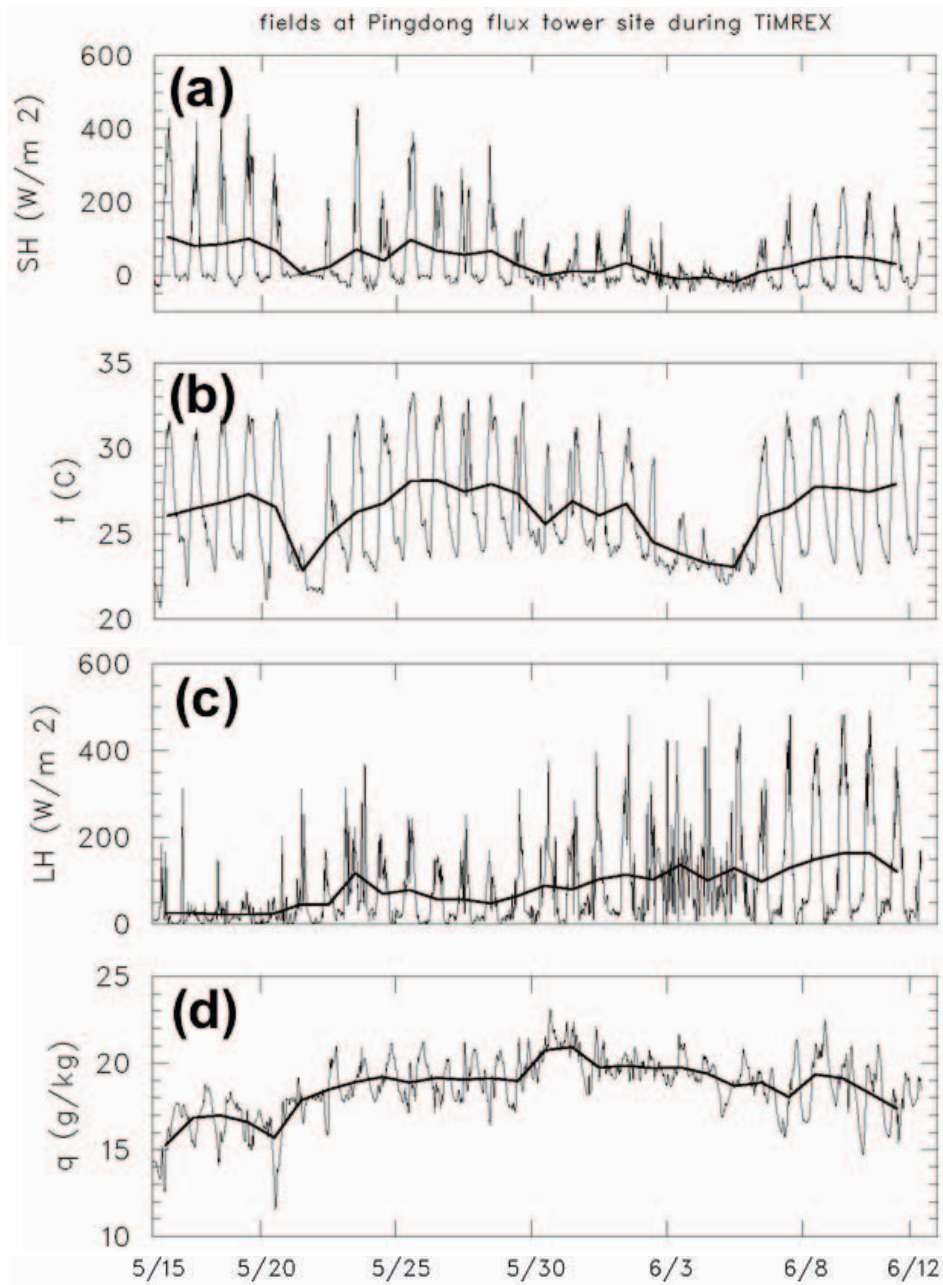 fields at Pingdong flux tower site during TiMREX
(a)
SH (W/m 2)
600
400
200
0
(b)
t (C)
35
30
25
20
(c)
LH (W/m 2)
600
400
200
0
(d)
q (g/kg)
25
20
15
10
5/15 5/20 5/25 5/30 6/3 6/8 6/12